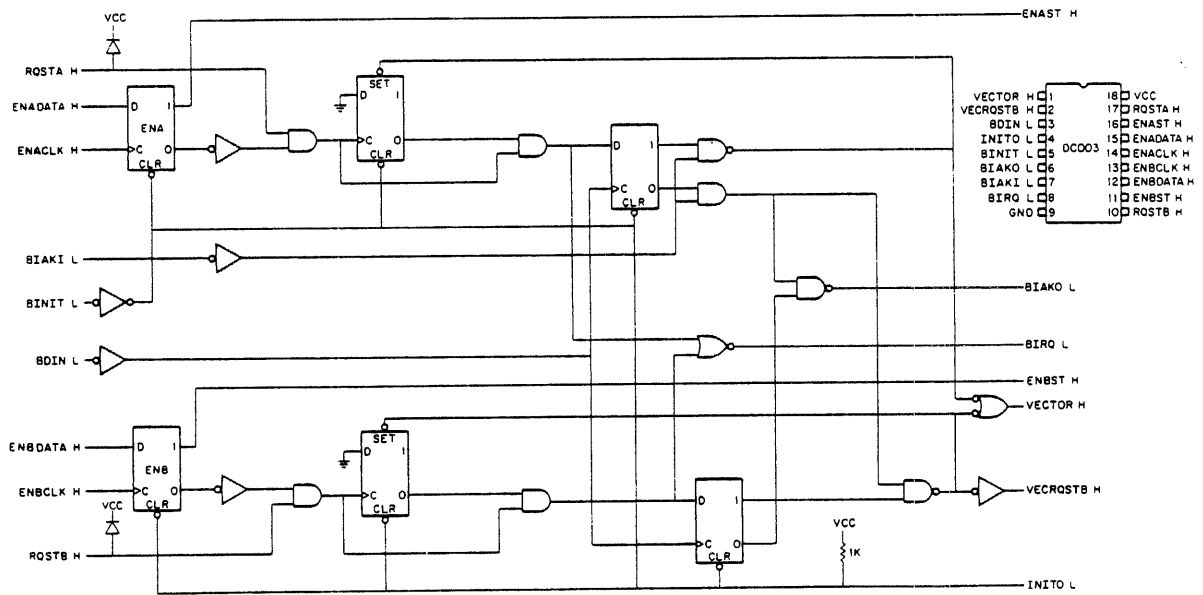 VCC
ENAST H
RQSTA H
SET
D 1
ENADATA H
D 1
ENA
ENACLK H
C 0
CLR
C 0
CLR
D 1
C 0
CLR
VECTOR H 1 18 VCC
VECRQSTB H 2 17 RQSTA H
BDIN L 3 16 ENAST H
INITO L 4 15 ENADATA H
BINIT L 5 14 ENACLK H
BIAKO L 6 13 ENBCLK H
BIAKI L 7 12 ENBDATA H
BIRQ L 8 11 ENBST H
GND 9 10 RQSTB H
DC003
BIAKI L
BINIT L
BIAKO L
BDIN L
BIRQ L
ENBST H
VECTOR H
SET
D 1
ENBDATA H
D 1
ENB
ENBCLK H
C 0
CLR
C 0
CLR
D 1
C 0
CLR
VECRQSTB H
VCC
RQSTB H
VCC
1K
INITO L